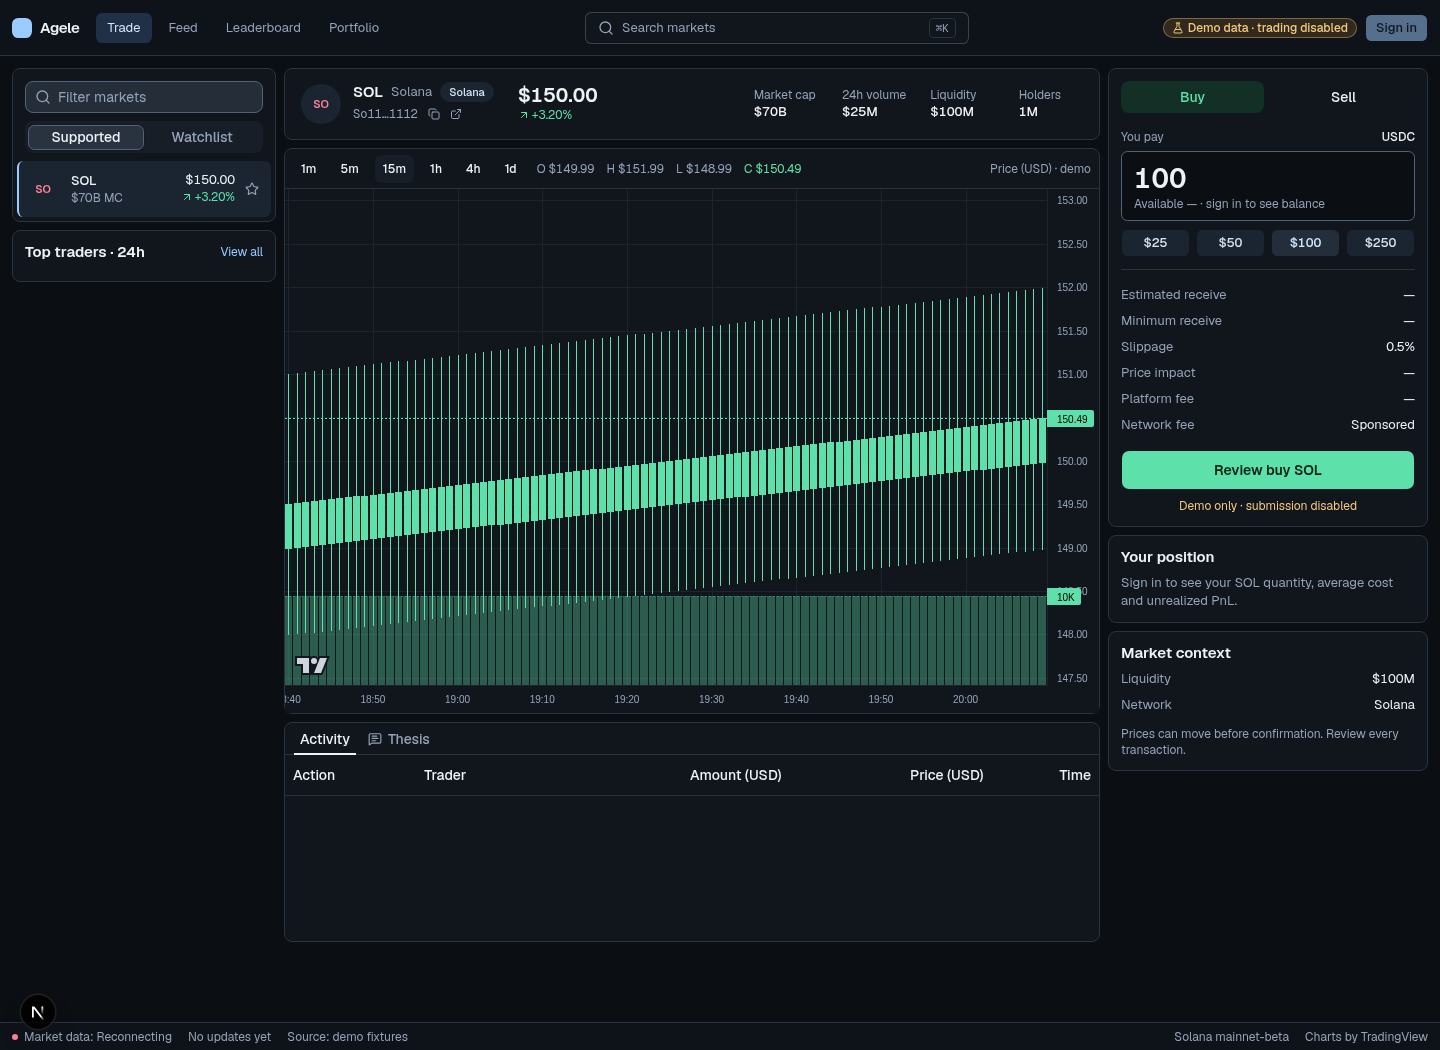 Agele
Trade
Feed
Leaderboard
Portfolio
Search markets
⌘K
Demo data · trading disabled
Sign in
Filter markets
Supported
Watchlist
SO
SOL
$70B MC
$150.00
+3.20%
Top traders · 24h
View all
SO
SOL Solana Solana
So11…1112
$150.00
+3.20%
Market cap
$70B
24h volume
$25M
Liquidity
$100M
Holders
1M
1m 5m 15m 1h 4h 1d
O $149.99 H $151.99 L $148.99 C $150.49
Price (USD) · demo
153.00
152.50
152.00
151.50
151.00
150.49
150.00
149.50
149.00
10K
148.00
147.50
:40 18:50 19:00 19:10 19:20 19:30 19:40 19:50 20:00
Activity
Thesis
Action Trader Amount (USD) Price (USD) Time
Buy
Sell
You pay USDC
100
Available — · sign in to see balance
$25 $50 $100 $250
Estimated receive —
Minimum receive —
Slippage 0.5%
Price impact —
Platform fee —
Network fee Sponsored
Review buy SOL
Demo only · submission disabled
Your position
Sign in to see your SOL quantity, average cost
and unrealized PnL.
Market context
Liquidity $100M
Network Solana
Prices can move before confirmation. Review every
transaction.
N
Market data: Reconnecting No updates yet Source: demo fixtures
Solana mainnet-beta Charts by TradingView